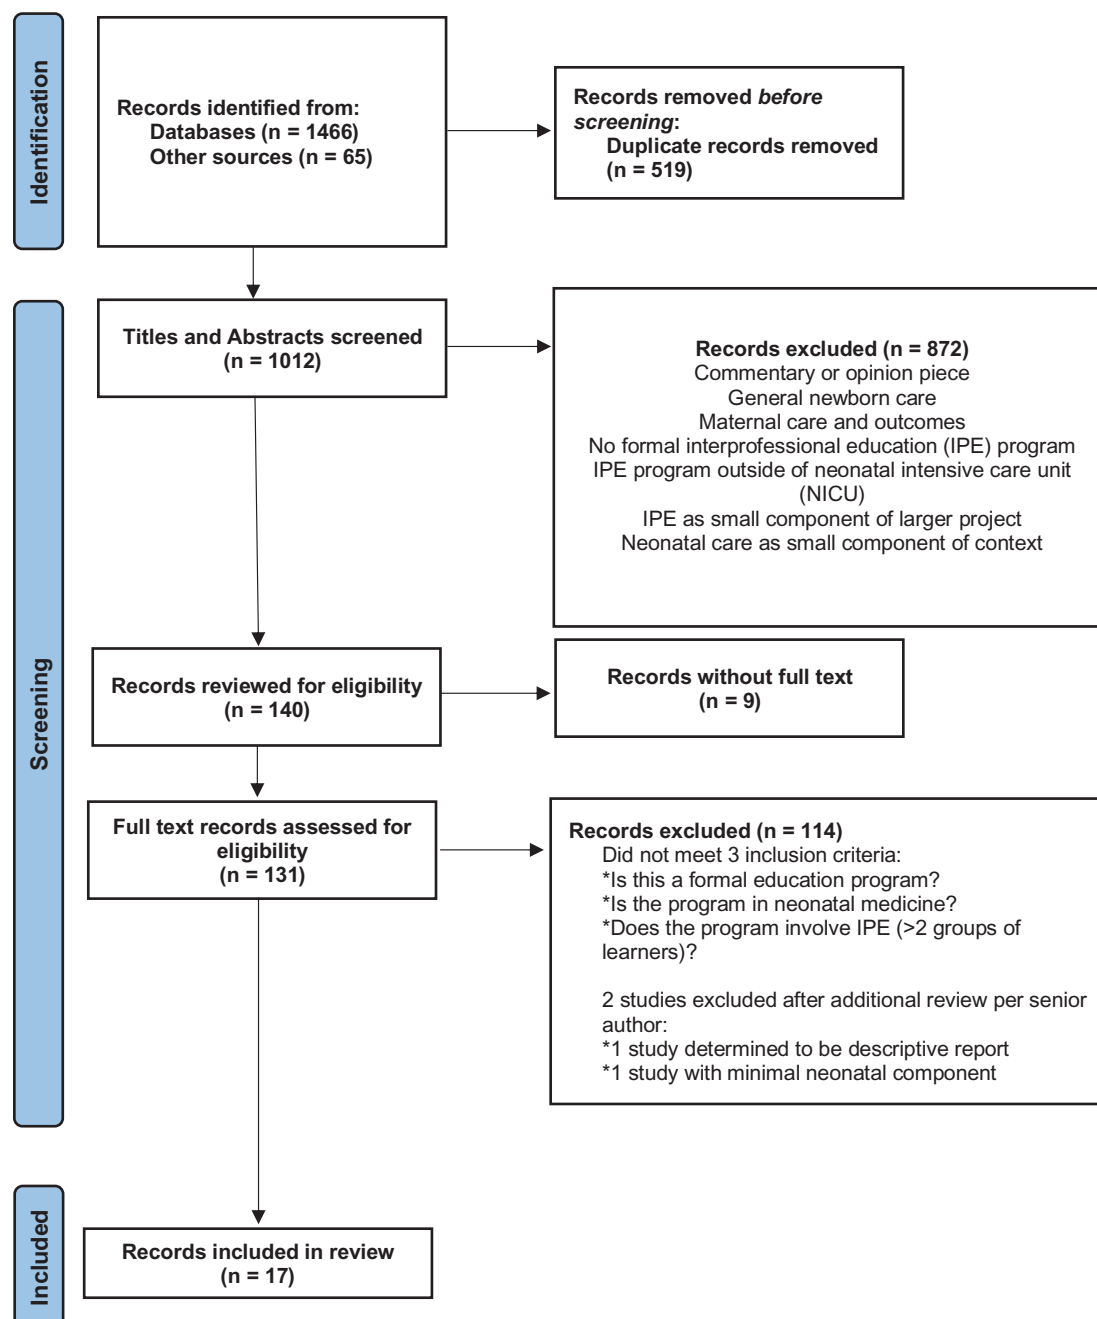 Identification
Records identified from:
Databases (n = 1466)
Other sources (n = 65)
Records removed before
screening:
Duplicate records removed
(n = 519)
Screening
Titles and Abstracts screened
(n = 1012)
Records excluded (n = 872)
Commentary or opinion piece
General newborn care
Maternal care and outcomes
No formal interprofessional education (IPE) program
IPE program outside of neonatal intensive care unit
(NICU)
IPE as small component of larger project
Neonatal care as small component of context
Records reviewed for eligibility
(n = 140)
Records without full text
(n = 9)
Full text records assessed for
eligibility
(n = 131)
Records excluded (n = 114)
Did not meet 3 inclusion criteria:
*Is this a formal education program?
*Is the program in neonatal medicine?
*Does the program involve IPE (>2 groups of
learners)?
2 studies excluded after additional review per senior
author:
*1 study determined to be descriptive report
*1 study with minimal neonatal component
Included
Records included in review
(n = 17)